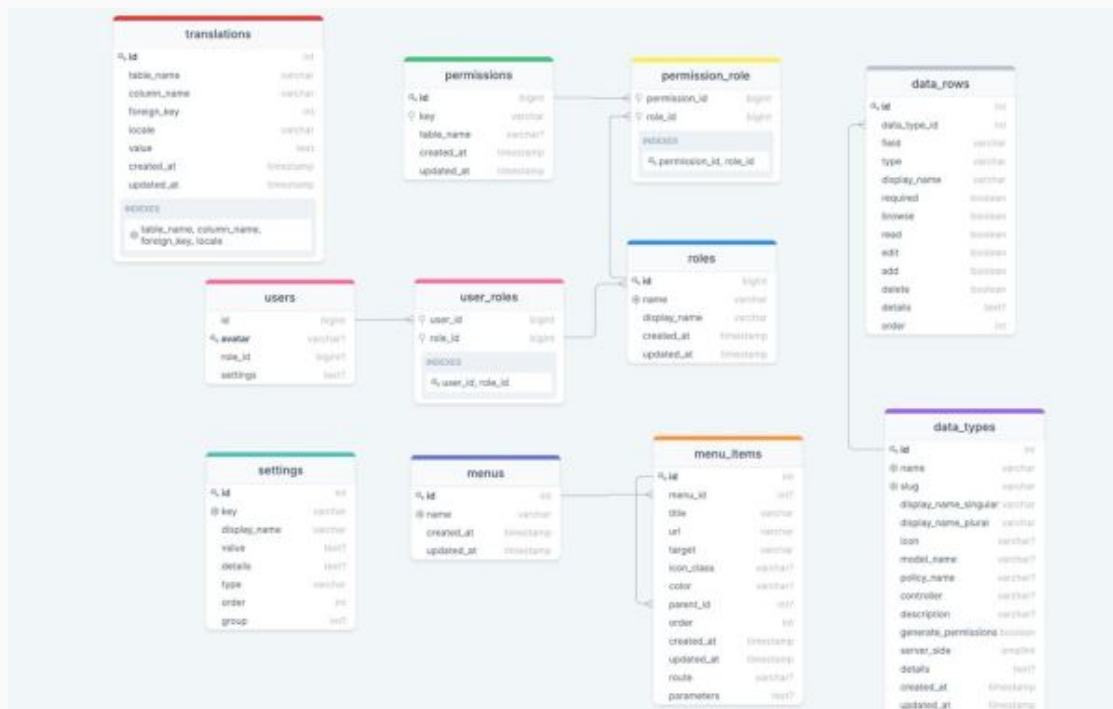 translations
id int
table_name varchar
column_name varchar
foreign_key int
locale varchar
value text
created_at timestamp
updated_at timestamp
INDEXES
table_name, column_name,
foreign_key, locale
permissions
id bigint
key varchar
table_name varchar?
created_at timestamp
updated_at timestamp
permission_role
permission_id bigint
role_id bigint
INDEXES
permission_id, role_id
data_rows
id int
data_type_id int
field varchar
type varchar
display_name varchar
required boolean
browse boolean
read boolean
edit boolean
add boolean
delete boolean
details text?
order int
users
id bigint
avatar varchar?
role_id bigint?
settings text?
user_roles
user_id bigint
role_id bigint
INDEXES
user_id, role_id
roles
id bigint
name varchar
display_name varchar
created_at timestamp
updated_at timestamp
settings
id int
key varchar
display_name varchar
value text?
details text?
type varchar
order int
group
menus
id int
name varchar
created_at timestamp
updated_at timestamp
menu_items
id int
menu_id int?
title varchar
url varchar
target varchar
icon_class varchar?
color varchar?
parent_id int?
order int
created_at timestamp
updated_at timestamp
route varchar?
parameters text?
data_types
id int
name varchar
slug varchar
display_name_singular varchar
display_name_plural varchar
icon varchar?
model_name varchar?
policy_name varchar?
controller varchar?
description varchar?
generate_permissions boolean
server_side smallint
details text?
created_at timestamp
updated_at timestamp